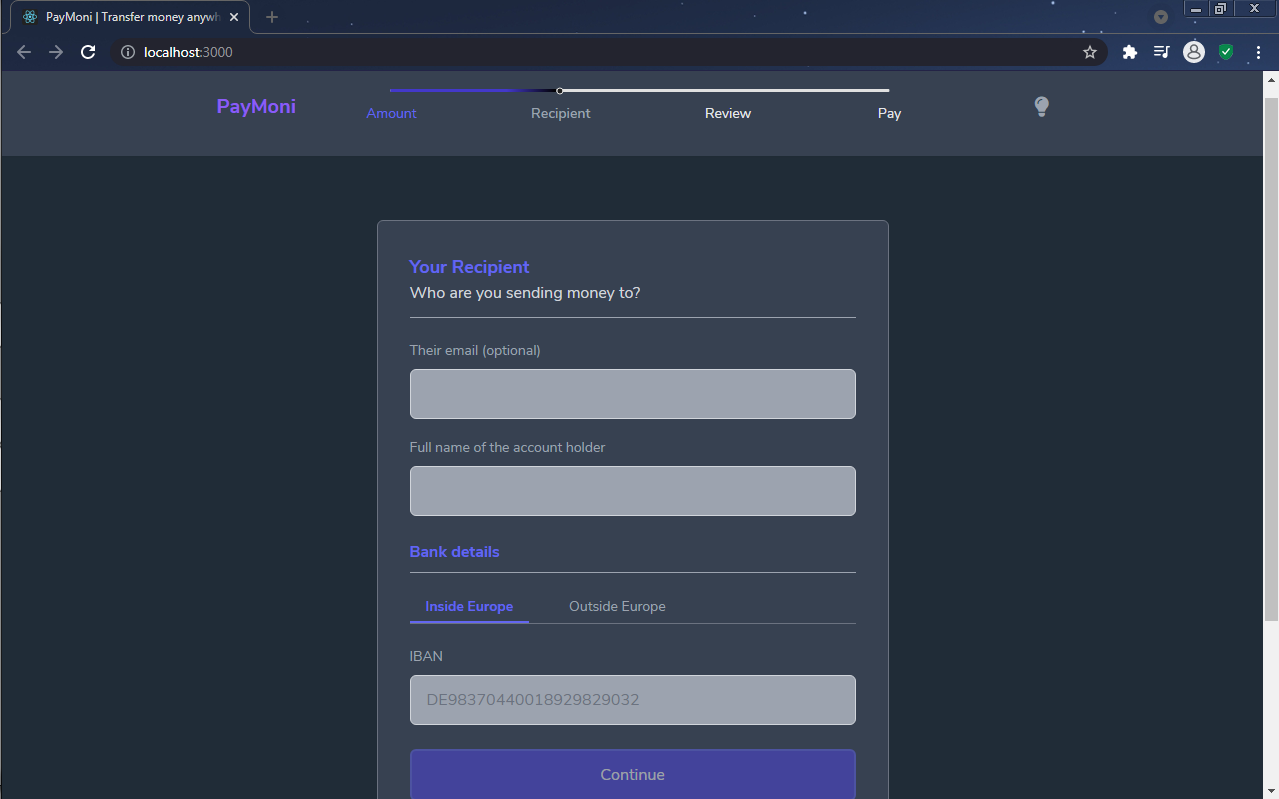 PayMoni | Transfer money anywh
localhost:3000
PayMoni
Amount
Recipient
Review
Pay
Your Recipient
Who are you sending money to?
Their email (optional)
Full name of the account holder
Bank details
Inside Europe
Outside Europe
IBAN
DE98370440018929829032
Continue